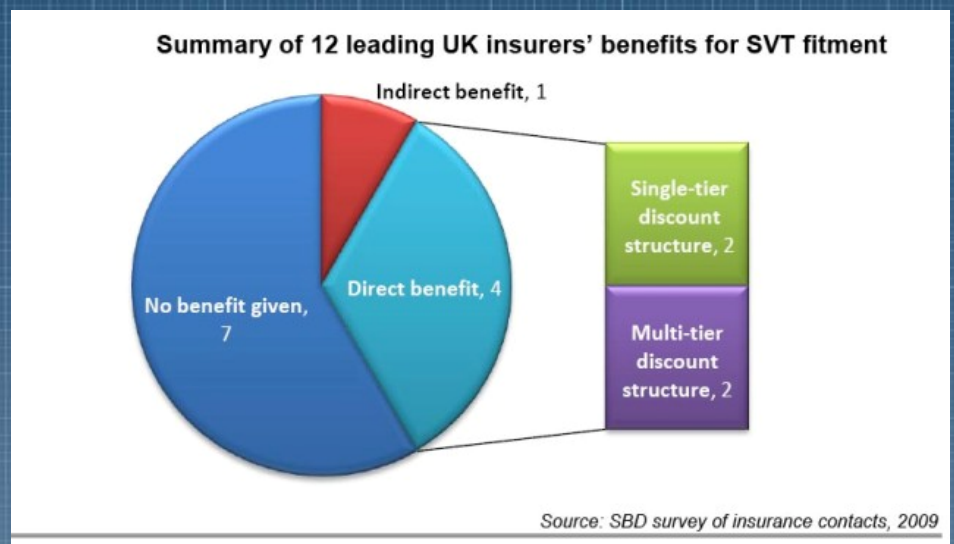 Summary of 12 leading UK insurers’ benefits for SVT fitment
Indirect benefit, 1
Direct benefit, 4
No benefit given,
7
Single-tier
discount
structure, 2
Multi-tier
discount
structure, 2
Source: SBD survey of insurance contacts, 2009